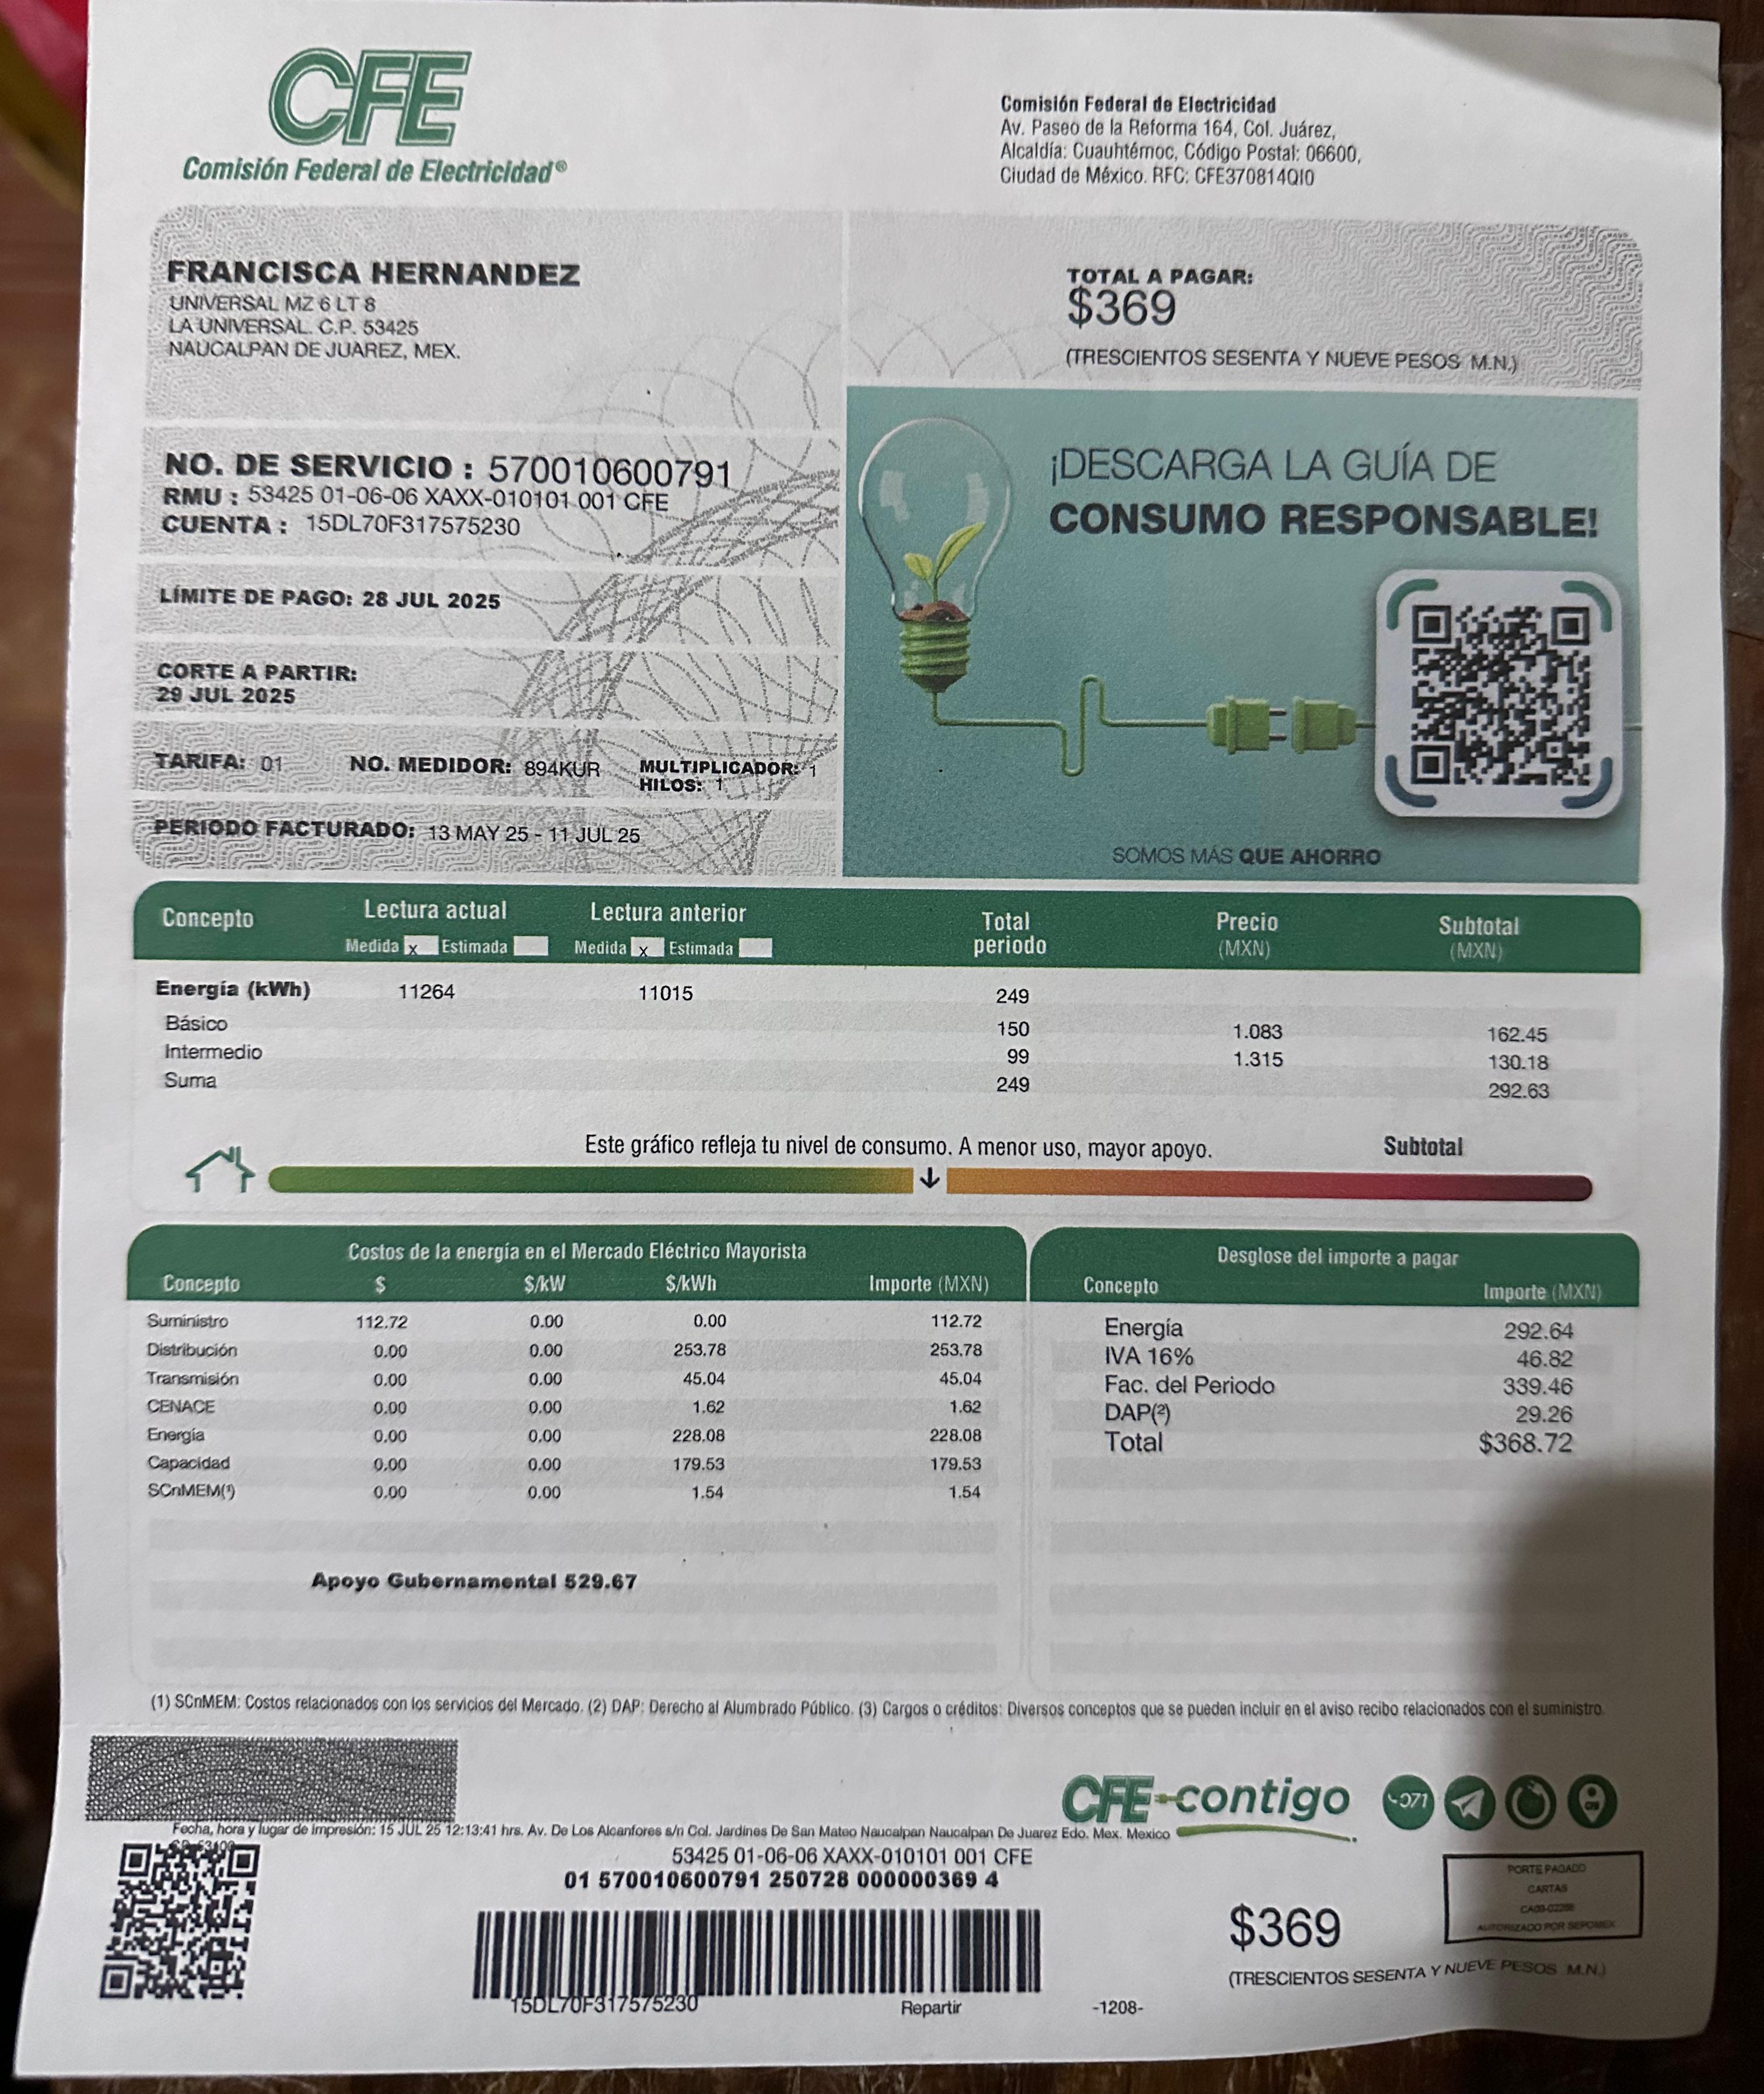 CFE
Comisión Federal de Electricidad®
Comisión Federal de Electricidad
Av. Paseo de la Reforma 164, Col. Juárez,
Alcaldía: Cuauhtémoc, Código Postal: 06600,
Ciudad de México. RFC: CFE370814QI0
FRANCISCA HERNANDEZ
UNIVERSAL MZ 6 LT 8
LA UNIVERSAL. C.P. 53425
NAUCALPAN DE JUAREZ, MEX.
TOTAL A PAGAR:
$369
(TRESCIENTOS SESENTA Y NUEVE PESOS M.N.)
NO. DE SERVICIO : 570010600791
RMU : 53425 01-06-06 XAXX-010101 001 CFE
CUENTA : 15DL70F317575230
LÍMITE DE PAGO: 28 JUL 2025
CORTE A PARTIR:
29 JUL 2025
TARIFA: 01 NO. MEDIDOR: 894KUR MULTIPLICADOR: 1
HILOS: 1
PERIODO FACTURADO: 13 MAY 25 - 11 JUL 25
¡DESCARGA LA GUÍA DE
CONSUMO RESPONSABLE!
SOMOS MÁS QUE AHORRO
Concepto Lectura actual Lectura anterior Total periodo Precio (MXN) Subtotal (MXN)
Medida x Estimada Medida x Estimada
Energía (kWh) 11264 11015 249
Básico 150 1.083 162.45
Intermedio 99 1.315 130.18
Suma 249 292.63
Este gráfico refleja tu nivel de consumo. A menor uso, mayor apoyo. Subtotal
Costos de la energía en el Mercado Eléctrico Mayorista
Concepto $ $/kW $/kWh Importe (MXN)
Suministro 112.72 0.00 0.00 112.72
Distribución 0.00 0.00 253.78 253.78
Transmisión 0.00 0.00 45.04 45.04
CENACE 0.00 0.00 1.62 1.62
Energía 0.00 0.00 228.08 228.08
Capacidad 0.00 0.00 179.53 179.53
SCnMEM(¹) 0.00 0.00 1.54 1.54
Apoyo Gubernamental 529.67
Desglose del importe a pagar
Concepto Importe (MXN)
Energía 292.64
IVA 16% 46.82
Fac. del Periodo 339.46
DAP(²) 29.26
Total $368.72
(1) SCnMEM: Costos relacionados con los servicios del Mercado. (2) DAP: Derecho al Alumbrado Público. (3) Cargos o créditos: Diversos conceptos que se pueden incluir en el aviso recibo relacionados con el suministro.
CFE contigo
071
Fecha, hora y lugar de impresión: 15 JUL 25 12:13:41 hrs. Av. De Los Alcanfores s/n Col. Jardines De San Mateo Naucalpan Naucalpan De Juarez Edo. Mex. Mexico
53425 01-06-06 XAXX-010101 001 CFE
01 570010600791 250728 000000369 4
15DL70F317575230
Repartir
-1208-
$369
(TRESCIENTOS SESENTA Y NUEVE PESOS M.N.)
PORTE PAGADO
CARTAS
AUTORIZADO POR SEPOMEX